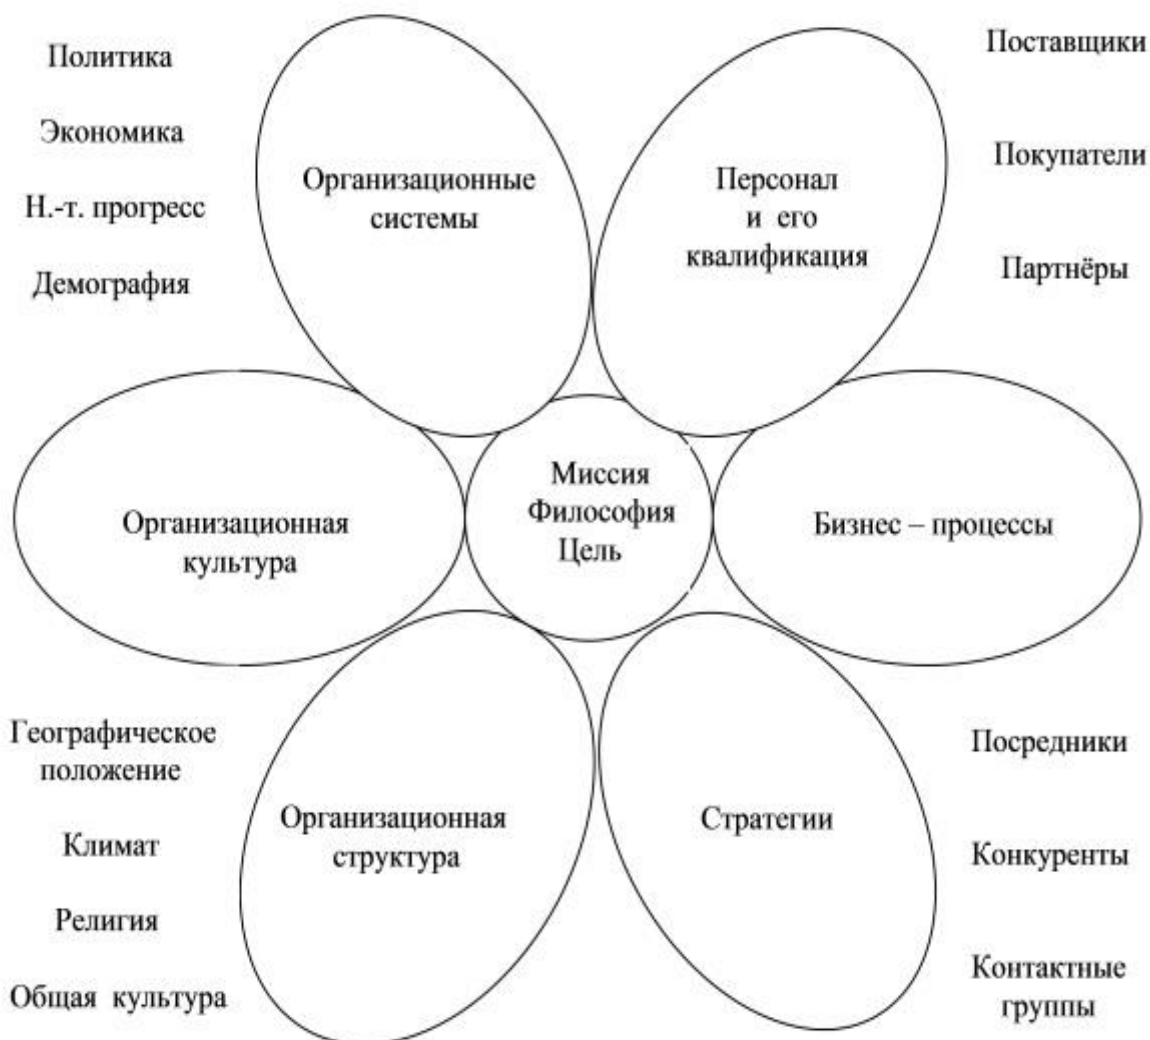 Политика
Экономика
Н.-т. прогресс
Демография
Организационные
системы
Персонал
и его
квалификация
Поставщики
Покупатели
Партнёры
Организационная
культура
Миссия
Философия
Цель
Бизнес – процессы
Географическое
положение
Климат
Религия
Общая культура
Организационная
структура
Стратегии
Посредники
Конкуренты
Контактные
группы